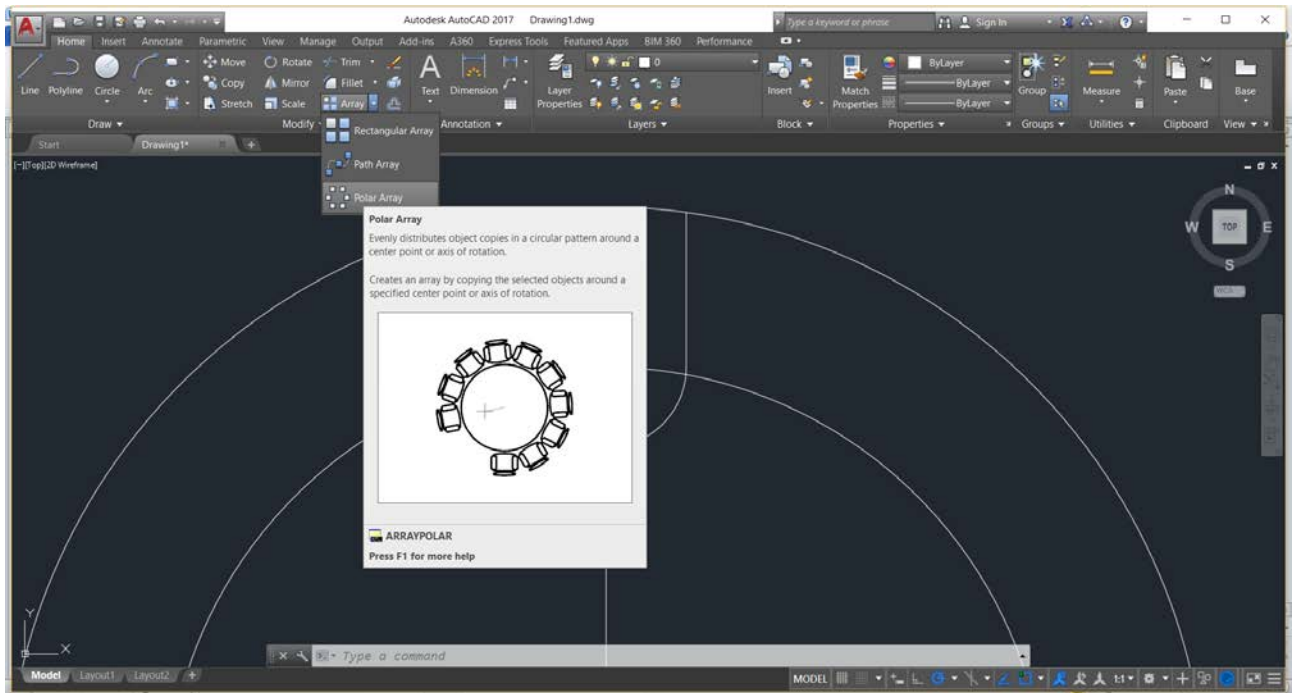 Autodesk AutoCAD 2017 Drawing1.dwg
Type a keyword or phrase
Sign In
Home Insert Annotate Parametric View Manage Output Add-ins A360 Express Tools Featured Apps BIM 360 Performance
Move Rotate Trim
Line Polyline Circle Arc
Copy Mirror Fillet
Stretch Scale Array
Text Dimension
Layer Properties
0
Insert
Match Properties
ByLayer
ByLayer
ByLayer
Group
Measure
Paste
Base
Draw Modify Annotation Layers Block Properties Groups Utilities Clipboard View
Rectangular Array
Path Array
Polar Array
Start Drawing1*
[-][Top][2D Wireframe]
N
W TOP E
S
WCS
Polar Array
Evenly distributes object copies in a circular pattern around a
center point or axis of rotation.
Creates an array by copying the selected objects around a
specified center point or axis of rotation.
ARRAYPOLAR
Press F1 for more help
Y
X
Type a command
Model Layout1 Layout2 +
MODEL
1:1